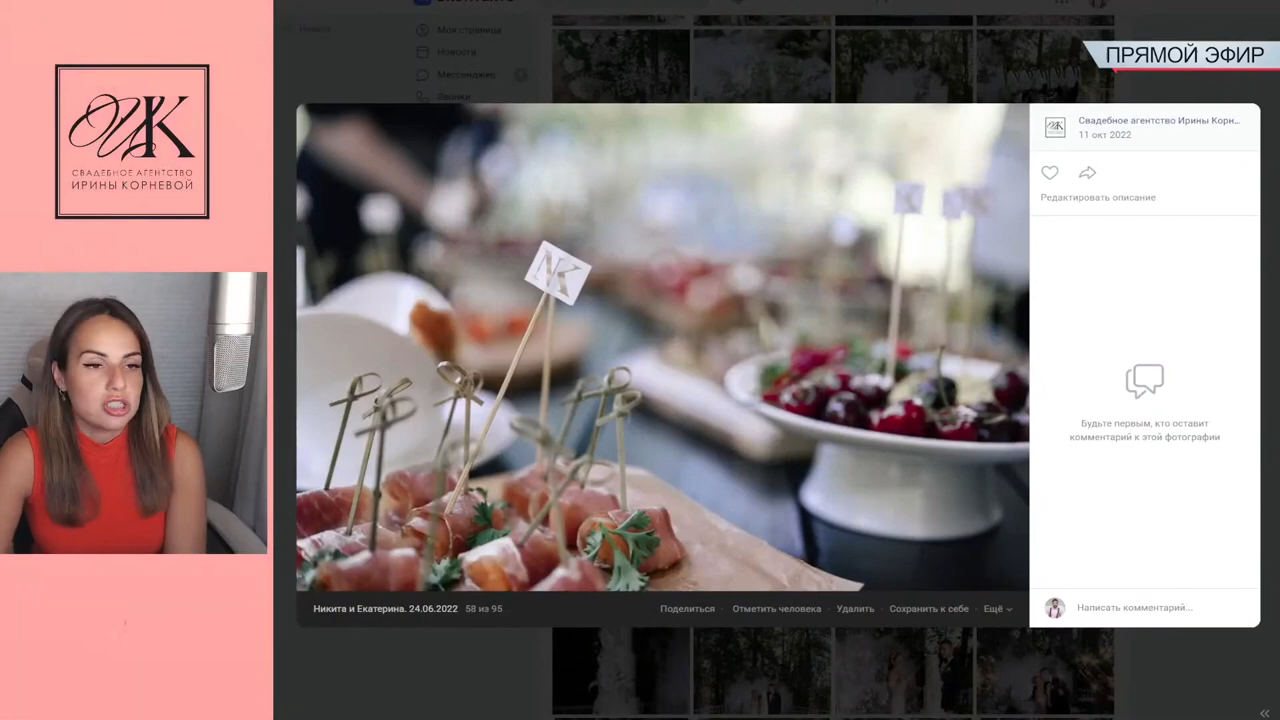 ИК
СВАДЕБНОЕ АГЕНТСТВО
ИРИНЫ КОРНЕВОЙ
Моя страница
Новости
Мессенджер
Звонки
ПРЯМОЙ ЭФИР
NK
Свадебное агентство Ирины Корн...
11 окт 2022
Редактировать описание
Будьте первым, кто оставит
комментарий к этой фотографии
Никита и Екатерина. 24.06.2022 58 из 95
Поделиться · Отметить человека · Удалить · Сохранить к себе · Ещё
Написать комментарий...